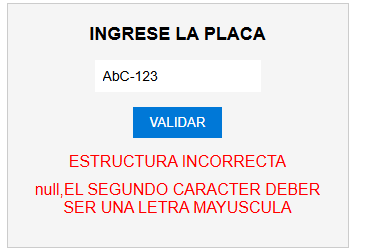 INGRESE LA PLACA
AbC-123
VALIDAR
ESTRUCTURA INCORRECTA
null,EL SEGUNDO CARACTER DEBER
SER UNA LETRA MAYUSCULA